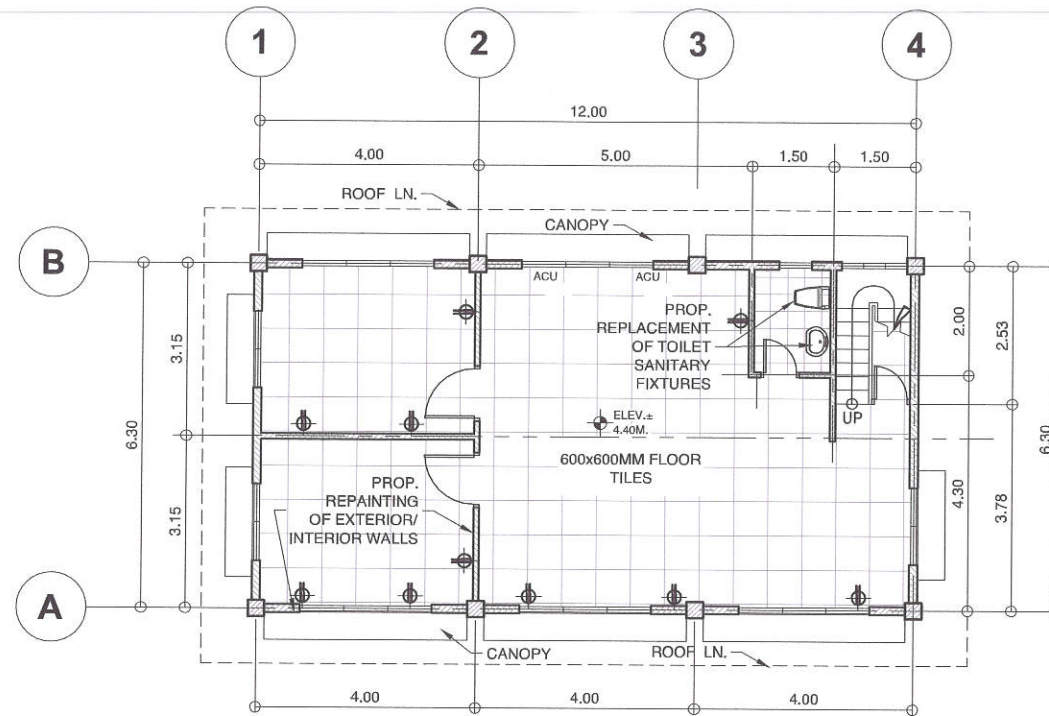 1
2
3
4
12.00
4.00
5.00
1.50
1.50
ROOF LN.
CANOPY
B
ACU
ACU
PROP.
REPLACEMENT
OF TOILET
SANITARY
FIXTURES
2.00
2.53
3.15
6.30
UP
ELEV.±
4.40M.
6.30
600x600MM FLOOR
TILES
PROP.
REPAINTING
OF EXTERIOR/
INTERIOR WALLS
3.15
4.30
3.78
A
CANOPY
ROOF LN.
4.00
4.00
4.00